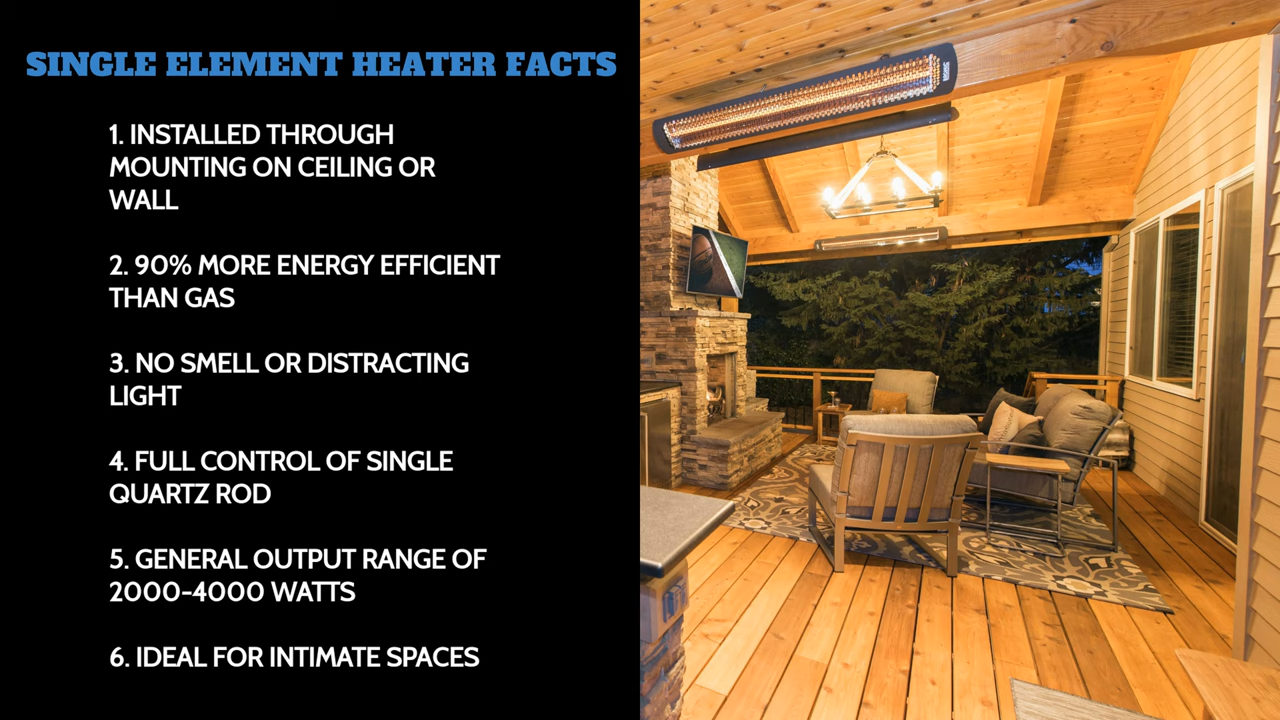 SINGLE ELEMENT HEATER FACTS
1. INSTALLED THROUGH
MOUNTING ON CEILING OR
WALL
2. 90% MORE ENERGY EFFICIENT
THAN GAS
3. NO SMELL OR DISTRACTING
LIGHT
4. FULL CONTROL OF SINGLE
QUARTZ ROD
5. GENERAL OUTPUT RANGE OF
2000-4000 WATTS
6. IDEAL FOR INTIMATE SPACES